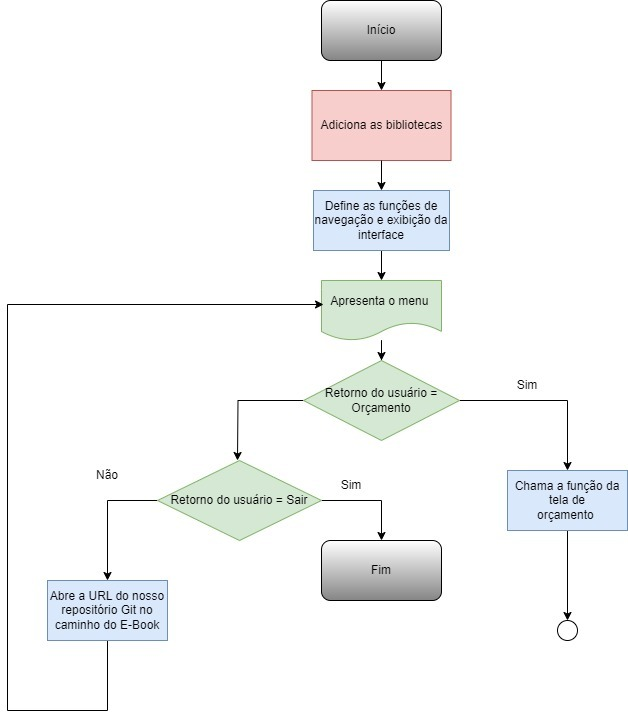 Início
Adiciona as bibliotecas
Define as funções de
navegação e exibição da
interface
Apresenta o menu
Retorno do usuário =
Orçamento
Sim
Chama a função da
tela de
orçamento
Retorno do usuário = Sair
Não
Sim
Fim
Abre a URL do nosso
repositório Git no
caminho do E-Book